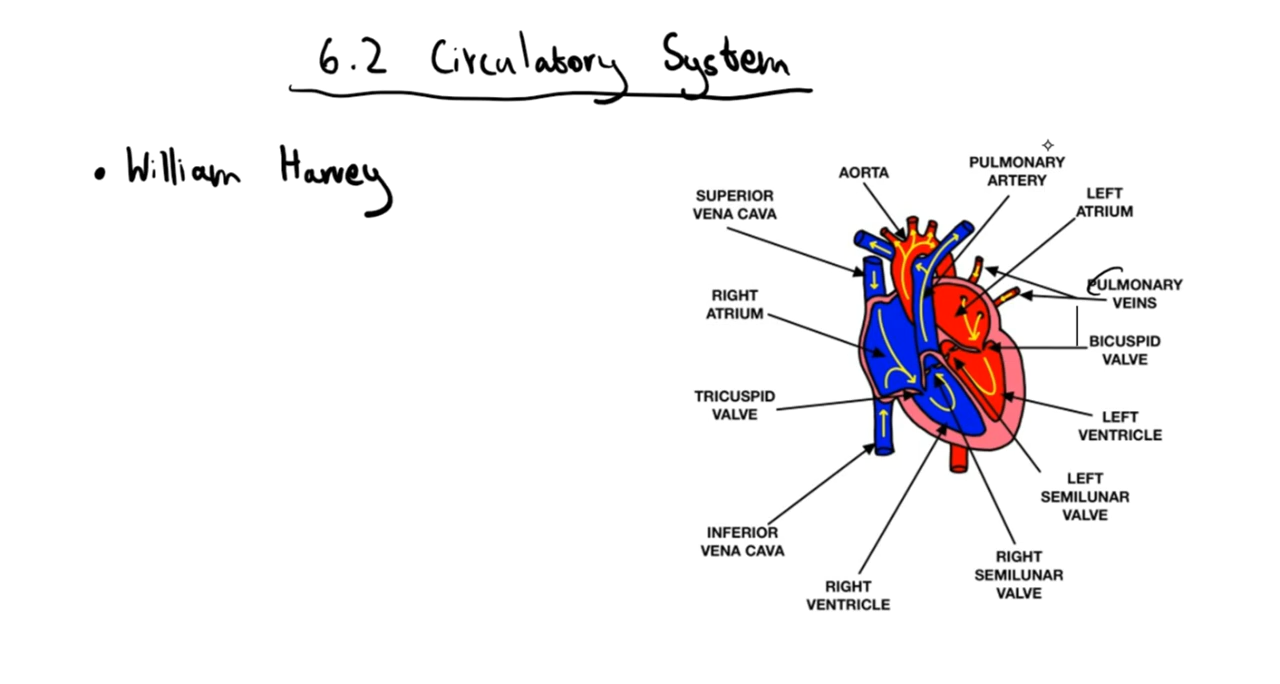 6.2 Circulatory System
• William Harvey
AORTA
PULMONARY
ARTERY
SUPERIOR
VENA CAVA
LEFT
ATRIUM
RIGHT
ATRIUM
PULMONARY
VEINS
BICUSPID
VALVE
TRICUSPID
VALVE
LEFT
VENTRICLE
LEFT
SEMILUNAR
VALVE
INFERIOR
VENA CAVA
RIGHT
SEMILUNAR
VALVE
RIGHT
VENTRICLE